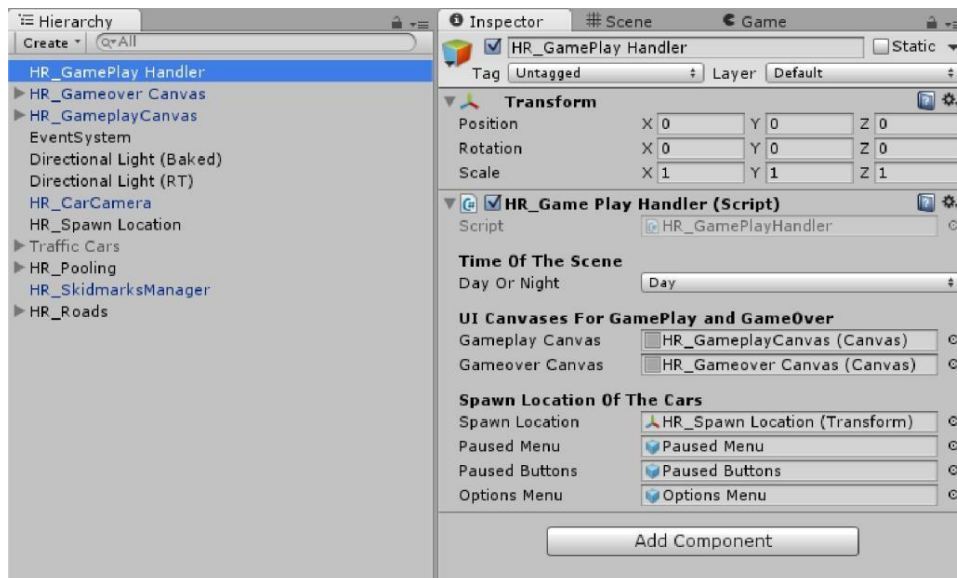 Hierarchy
Create All
HR_GamePlay Handler
HR_Gameover Canvas
HR_GameplayCanvas
EventSystem
Directional Light (Baked)
Directional Light (RT)
HR_CarCamera
HR_Spawn Location
Traffic Cars
HR_Pooling
HR_SkidmarksManager
HR_Roads
Inspector Scene Game
HR_GamePlay Handler Static
Tag Untagged Layer Default
Transform
Position X 0 Y 0 Z 0
Rotation X 0 Y 0 Z 0
Scale X 1 Y 1 Z 1
HR_Game Play Handler (Script)
Script HR_GamePlayHandler
Time Of The Scene
Day Or Night Day
UI Canvases For GamePlay and GameOver
Gameplay Canvas HR_GameplayCanvas (Canvas)
Gameover Canvas HR_Gameover Canvas (Canvas)
Spawn Location Of The Cars
Spawn Location HR_Spawn Location (Transform)
Paused Menu Paused Menu
Paused Buttons Paused Buttons
Options Menu Options Menu
Add Component